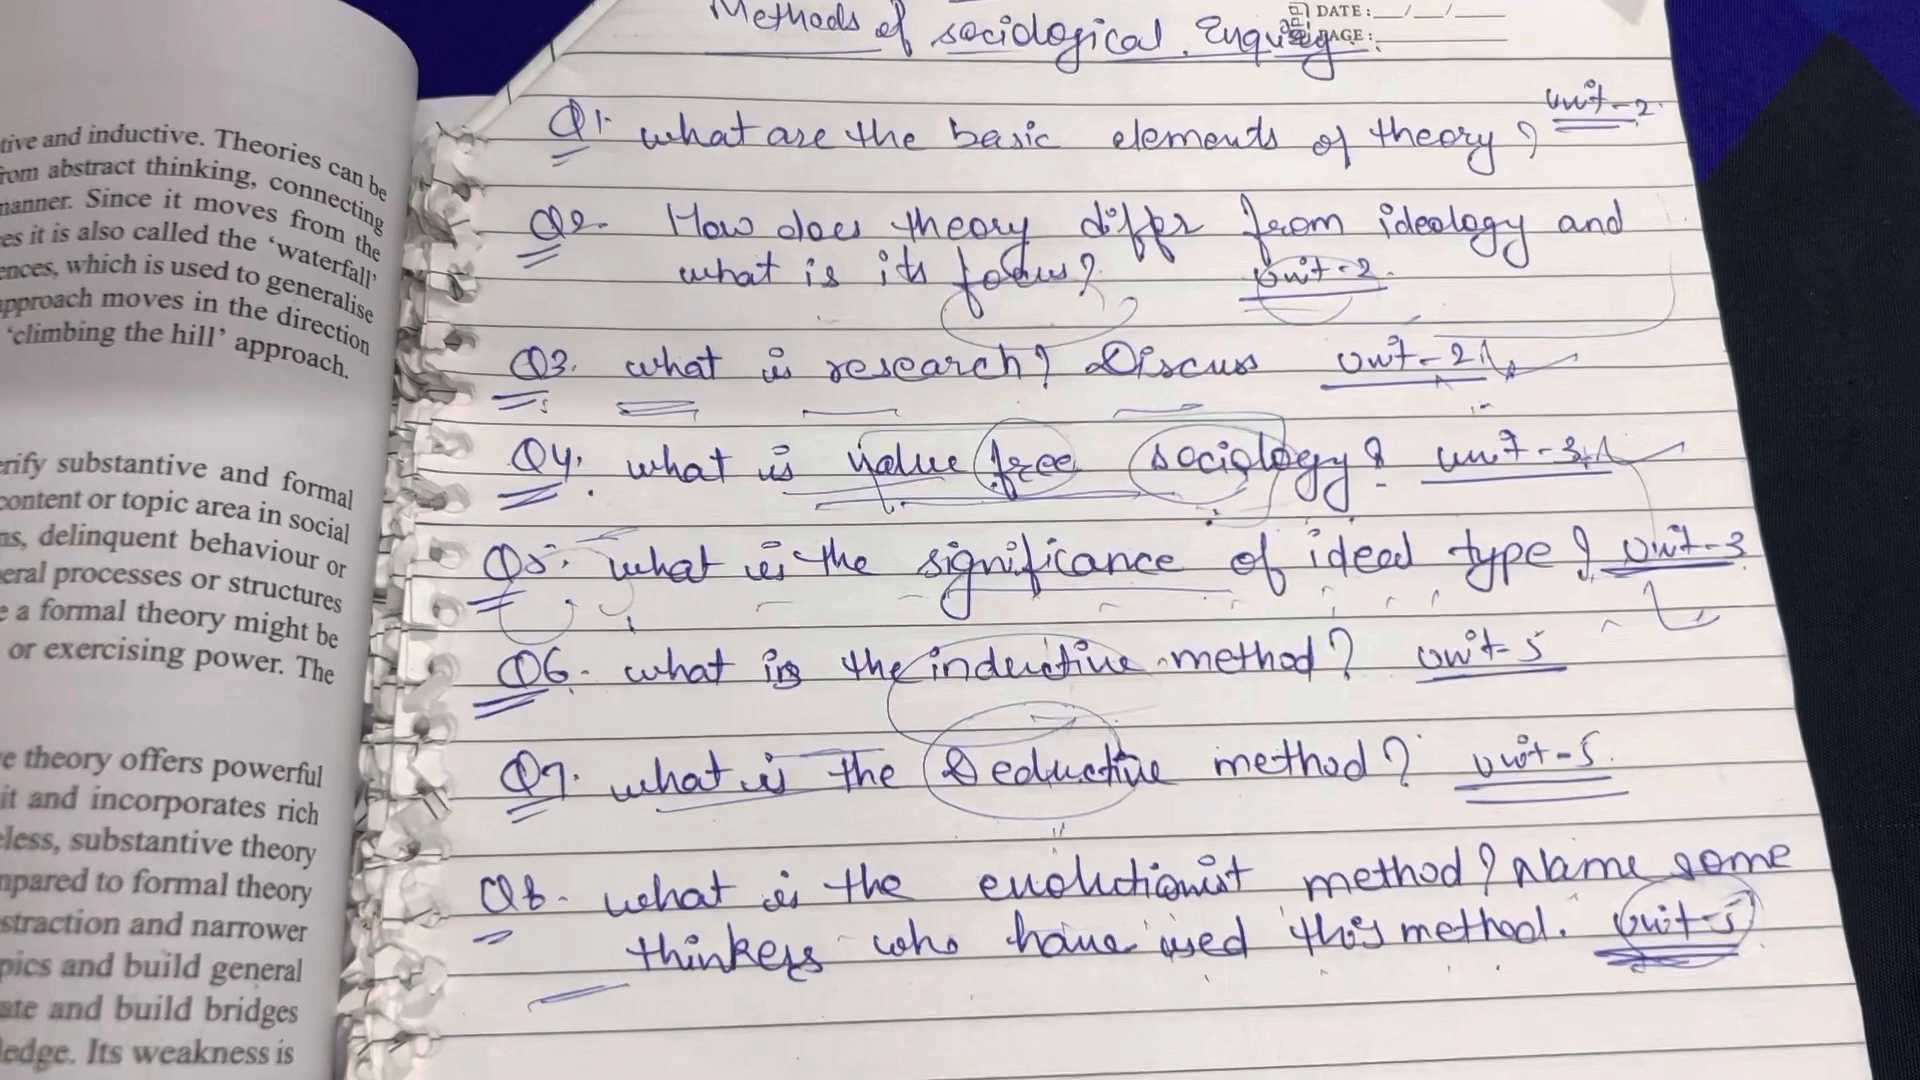 tive and inductive. Theories can be
rom abstract thinking, connecting
manner. Since it moves from the
es it is also called the 'waterfall'
ences, which is used to generalise
pproach moves in the direction
'climbing the hill' approach.
erify substantive and formal
content or topic area in social
ns, delinquent behaviour or
eral processes or structures
e a formal theory might be
or exercising power. The
e theory offers powerful
it and incorporates rich
eless, substantive theory
mpared to formal theory
straction and narrower
pics and build general
ate and build bridges
ledge. Its weakness is
Methods of sociological Enquiry
DATE:
PAGE:
Q1. what are the basic elements of theory? unit-2
Q2. How does theory differ from ideology and
what is its focus? Unit-2.
Q3. what is research? Discuss unit-2
Q4. what is value free sociology? unit-3
Q5. what is the significance of ideal type? unit-3
Q6. what is the inductive method? unit-5
Q7. what is the Deductive method? unit-5.
Q8. what is the evolutionist method? Name some
thinkers who have used this method. Unit-5